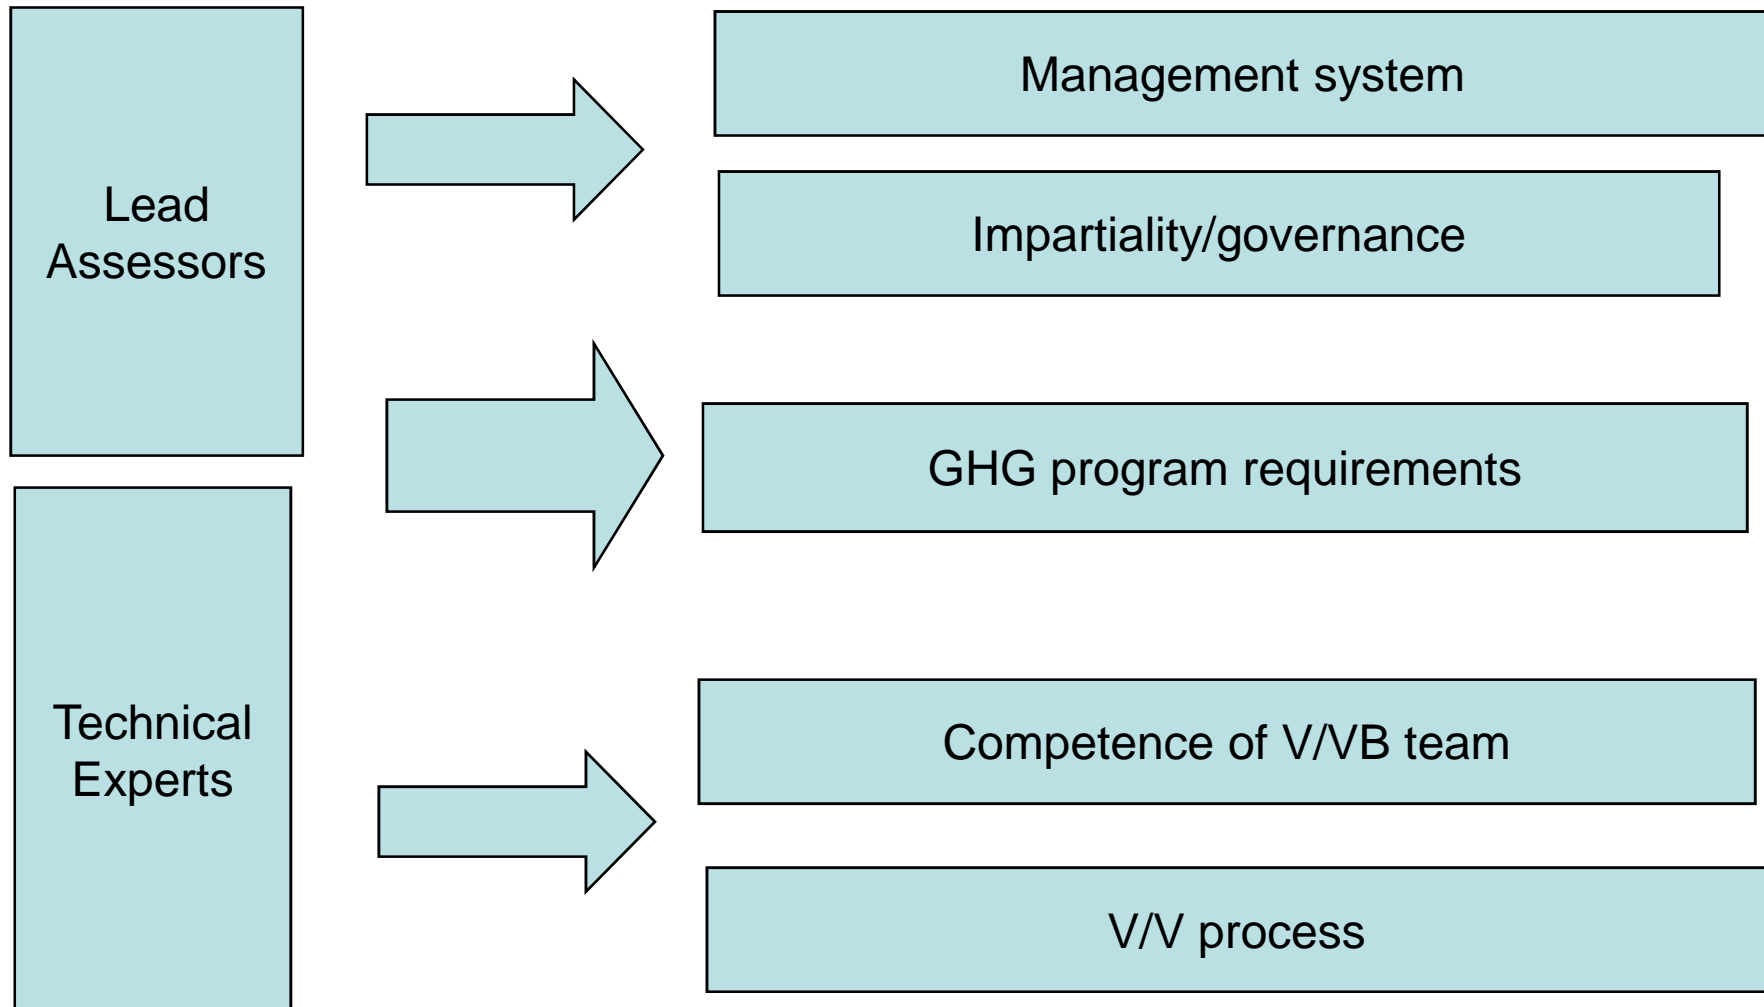 Lead
Assessors
Management system
Impartiality/governance
GHG program requirements
Technical
Experts
Competence of V/VB team
V/V process